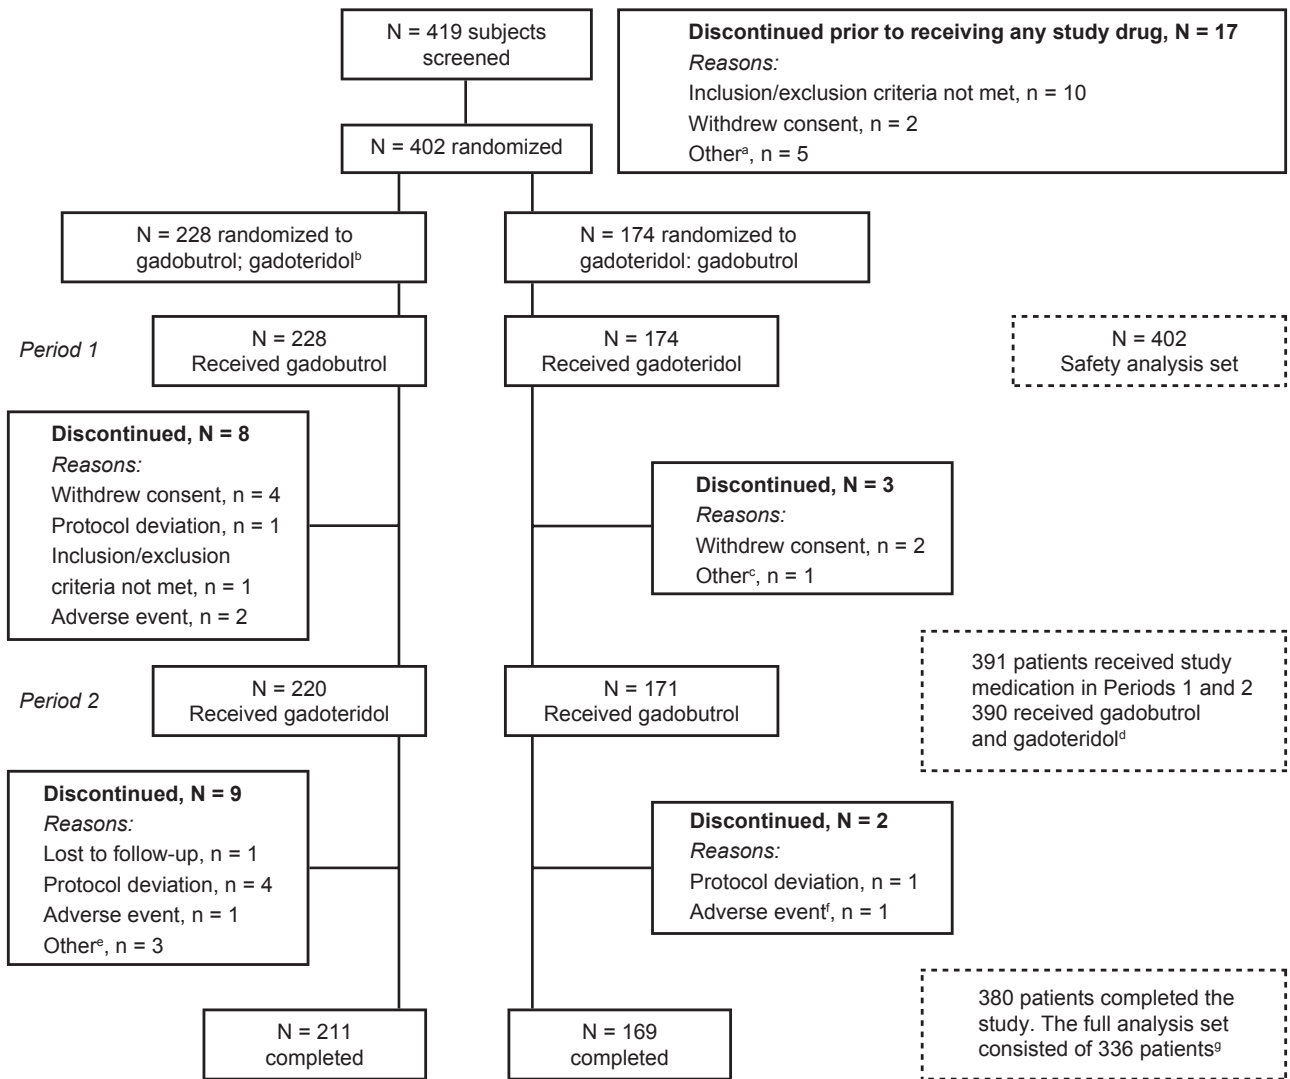 N = 419 subjects
screened
Discontinued prior to receiving any study drug, N = 17
Reasons:
Inclusion/exclusion criteria not met, n = 10
Withdrew consent, n = 2
Otherᵃ, n = 5
N = 402 randomized
N = 228 randomized to
gadobutrol; gadoteridolᵇ
N = 174 randomized to
gadoteridol: gadobutrol
Period 1
N = 228
Received gadobutrol
N = 174
Received gadoteridol
N = 402
Safety analysis set
Discontinued, N = 8
Reasons:
Withdrew consent, n = 4
Protocol deviation, n = 1
Inclusion/exclusion
criteria not met, n = 1
Adverse event, n = 2
Discontinued, N = 3
Reasons:
Withdrew consent, n = 2
Otherᶜ, n = 1
Period 2
N = 220
Received gadoteridol
N = 171
Received gadobutrol
391 patients received study
medication in Periods 1 and 2
390 received gadobutrol
and gadoteridolᵈ
Discontinued, N = 9
Reasons:
Lost to follow-up, n = 1
Protocol deviation, n = 4
Adverse event, n = 1
Otherᵉ, n = 3
Discontinued, N = 2
Reasons:
Protocol deviation, n = 1
Adverse eventᶠ, n = 1
N = 211
completed
N = 169
completed
380 patients completed the
study. The full analysis set
consisted of 336 patientsᵍ